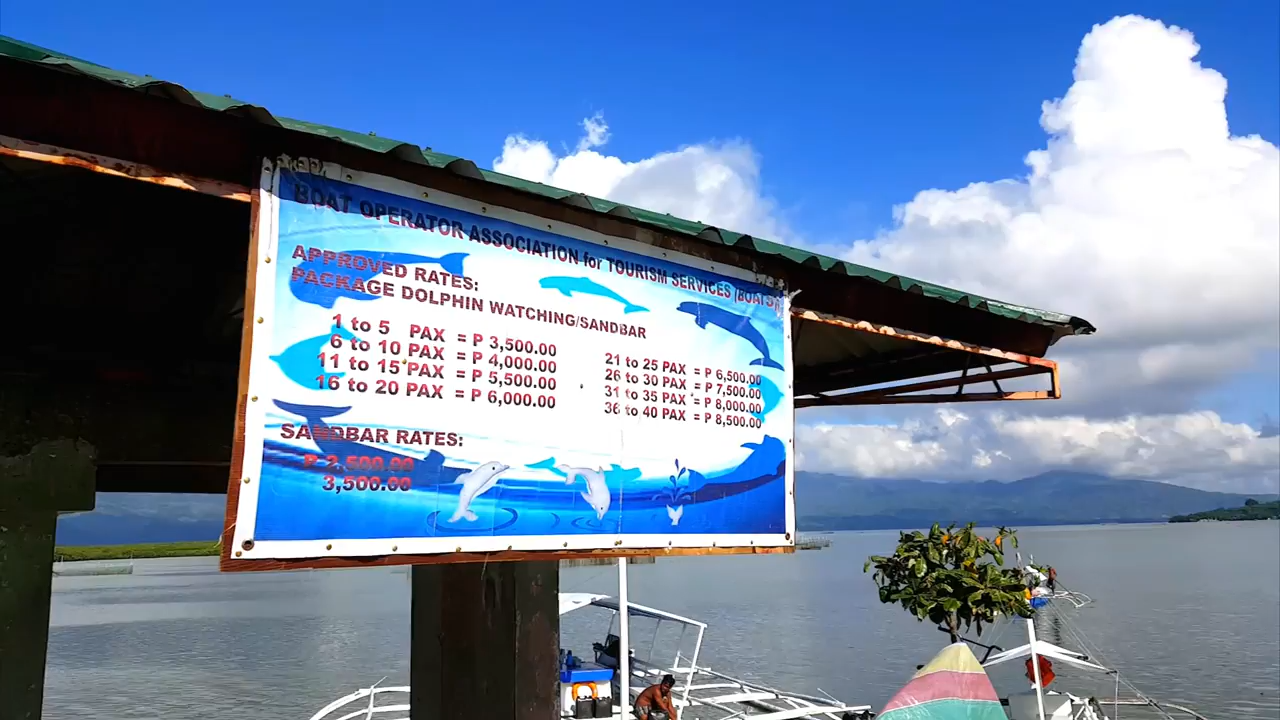 BOAT OPERATOR ASSOCIATION for TOURISM SERVICES (BOATS)
APPROVED RATES:
PACKAGE DOLPHIN WATCHING/SANDBAR
1 to 5 PAX = P 3,500.00
6 to 10 PAX = P 4,000.00
11 to 15 PAX = P 5,500.00
16 to 20 PAX = P 6,000.00
21 to 25 PAX = P 6,500.00
26 to 30 PAX = P 7,500.00
31 to 35 PAX = P 8,000.00
36 to 40 PAX = P 8,500.00
SANDBAR RATES:
P 2,500.00
3,500.00